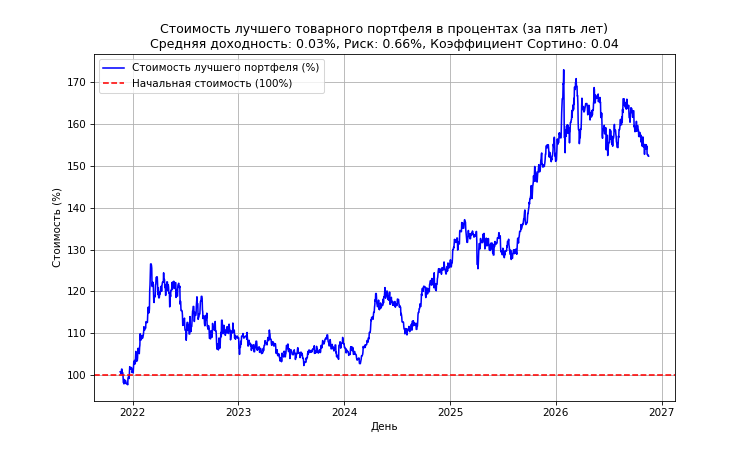 Стоимость лучшего товарного портфеля в процентах (за пять лет)
Средняя доходность: 0.03%, Риск: 0.66%, Коэффициент Сортино: 0.04
Стоимость лучшего портфеля (%)
Начальная стоимость (100%)
Стоимость (%)
170
160
150
140
130
120
110
100
2022
2023
2024
2025
2026
2027
День